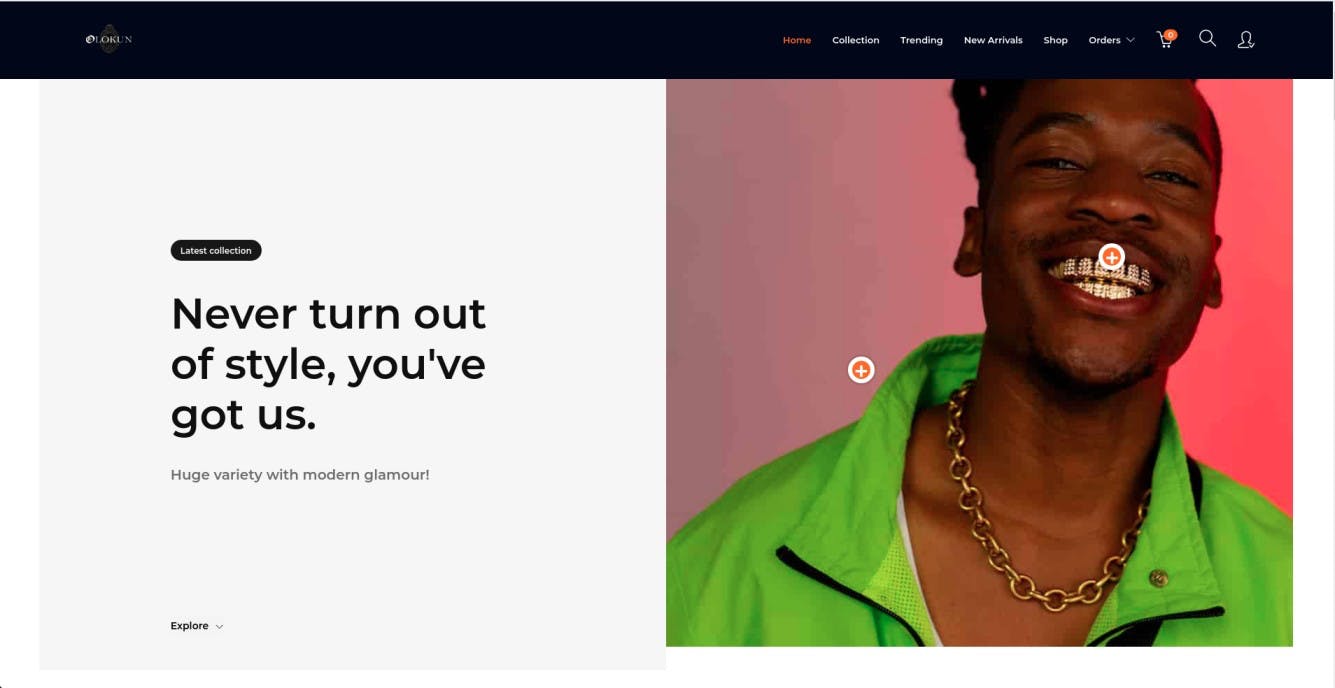 OLOKUN
Home Collection Trending New Arrivals Shop Orders 0
Latest collection
Never turn out
of style, you've
got us.
Huge variety with modern glamour!
Explore